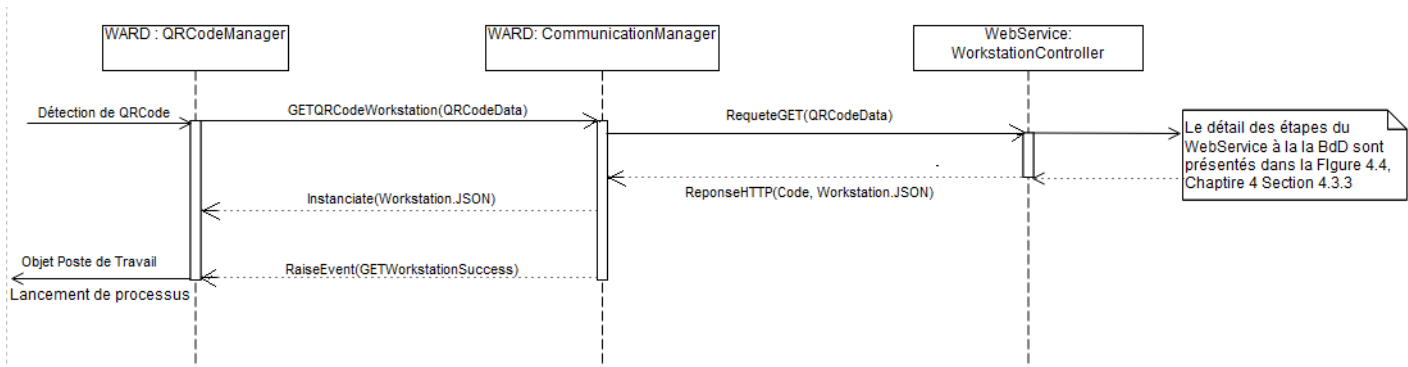 WARD : QRCodeManager
WARD: CommunicationManager
WebService:
WorkstationController
Détection de QRCode
GETQRCodeWorkstation(QRCodeData)
RequeteGET(QRCodeData)
Le détail des étapes du
WebService à la la BdD sont
présentés dans la FIgure 4.4,
Chaptire 4 Section 4.3.3
ReponseHTTP(Code, Workstation.JSON)
Instanciate(Workstation.JSON)
Objet Poste de Travail
RaiseEvent(GETWorkstationSuccess)
Lancement de processus